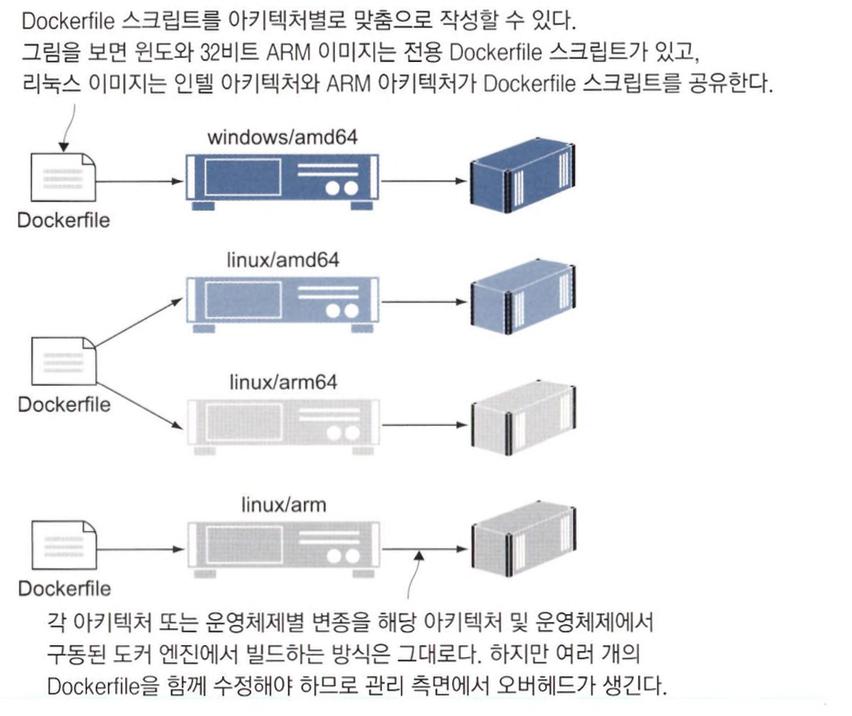 Dockerfile 스크립트를 아키텍처별로 맞춤으로 작성할 수 있다.
그림을 보면 윈도와 32비트 ARM 이미지는 전용 Dockerfile 스크립트가 있고,
리눅스 이미지는 인텔 아키텍처와 ARM 아키텍처가 Dockerfile 스크립트를 공유한다.
windows/amd64
Dockerfile
linux/amd64
Dockerfile
linux/arm64
linux/arm
Dockerfile
각 아키텍처 또는 운영체제별 변종을 해당 아키텍처 및 운영체제에서
구동된 도커 엔진에서 빌드하는 방식은 그대로다. 하지만 여러 개의
Dockerfile을 함께 수정해야 하므로 관리 측면에서 오버헤드가 생긴다.